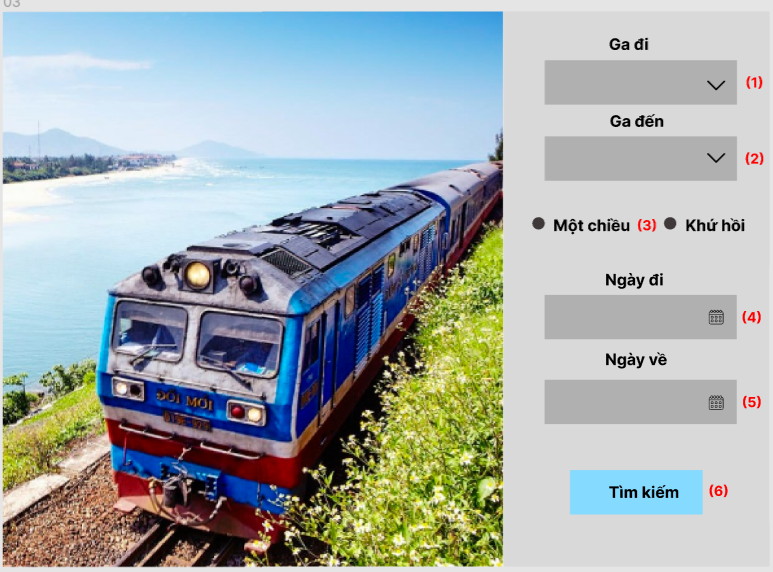 03
Ga đi
(1)
Ga đến
(2)
Một chiều (3) Khứ hồi
Ngày đi
(4)
Ngày về
(5)
Tìm kiếm (6)
ĐỔI MỚI